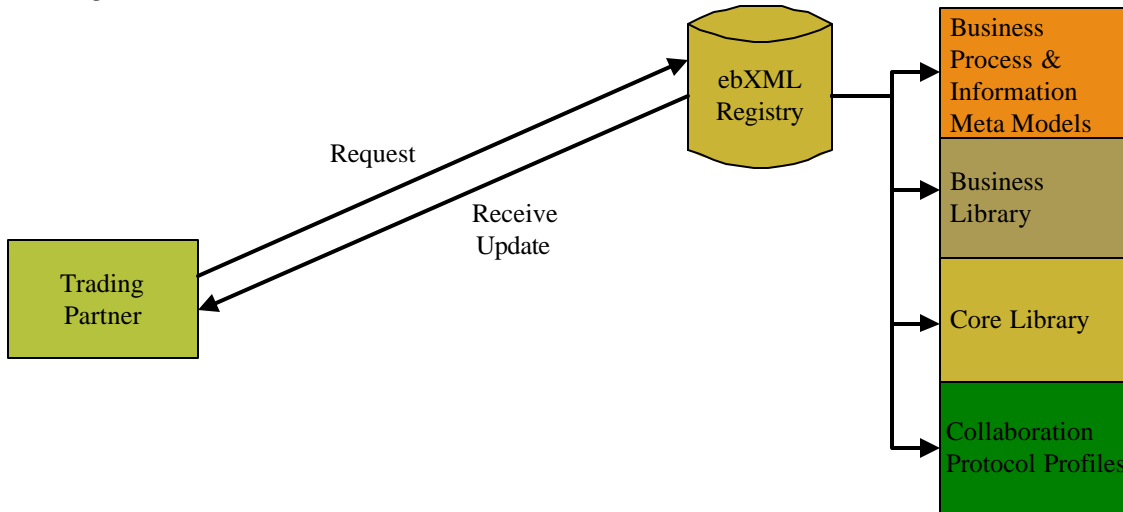 ebXML
Registry
Business
Process &
Information
Meta Models
Request
Business
Library
Receive
Update
Trading
Partner
Core Library
Collaboration
Protocol Profiles